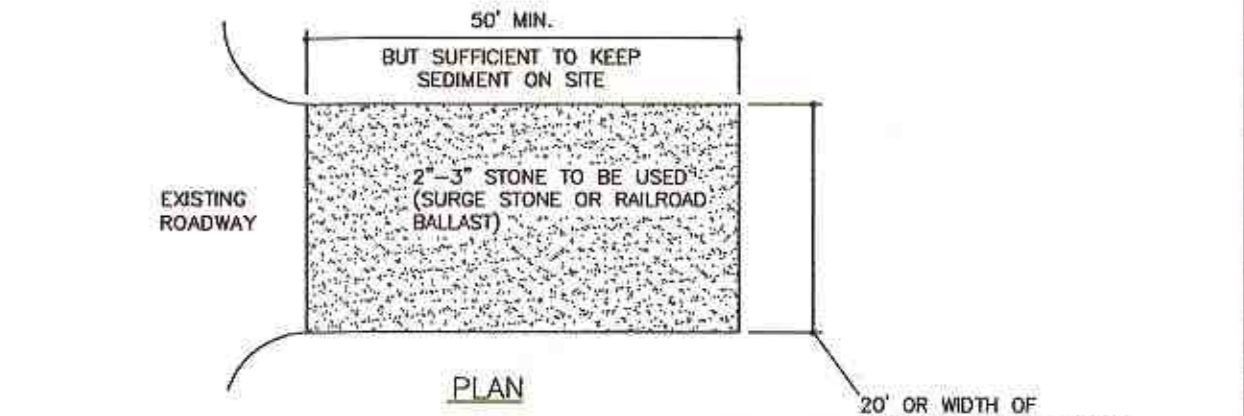 50' MIN.
BUT SUFFICIENT TO KEEP
SEDIMENT ON SITE
2"-3" STONE TO BE USED
(SURGE STONE OR RAILROAD
BALLAST)
EXISTING
ROADWAY
PLAN
20' OR WIDTH OF